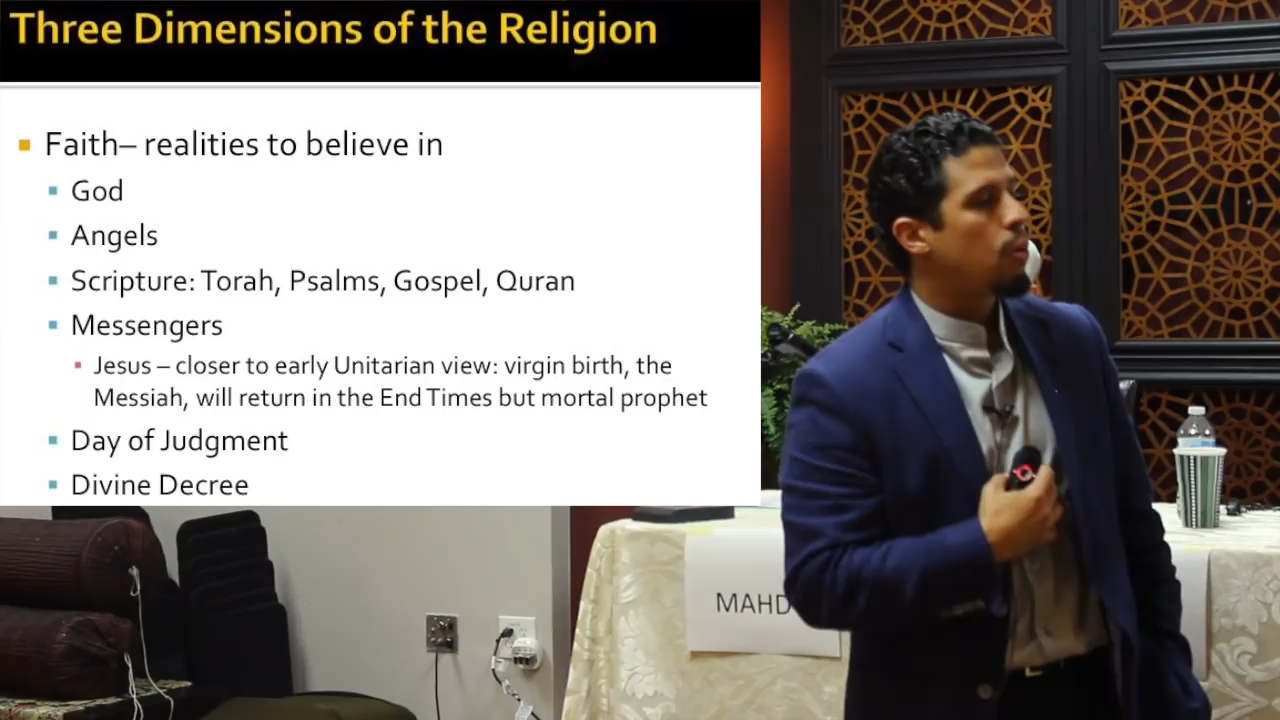 Three Dimensions of the Religion
Faith– realities to believe in
God
Angels
Scripture: Torah, Psalms, Gospel, Quran
Messengers
Jesus – closer to early Unitarian view: virgin birth, the
Messiah, will return in the End Times but mortal prophet
Day of Judgment
Divine Decree
MAHD